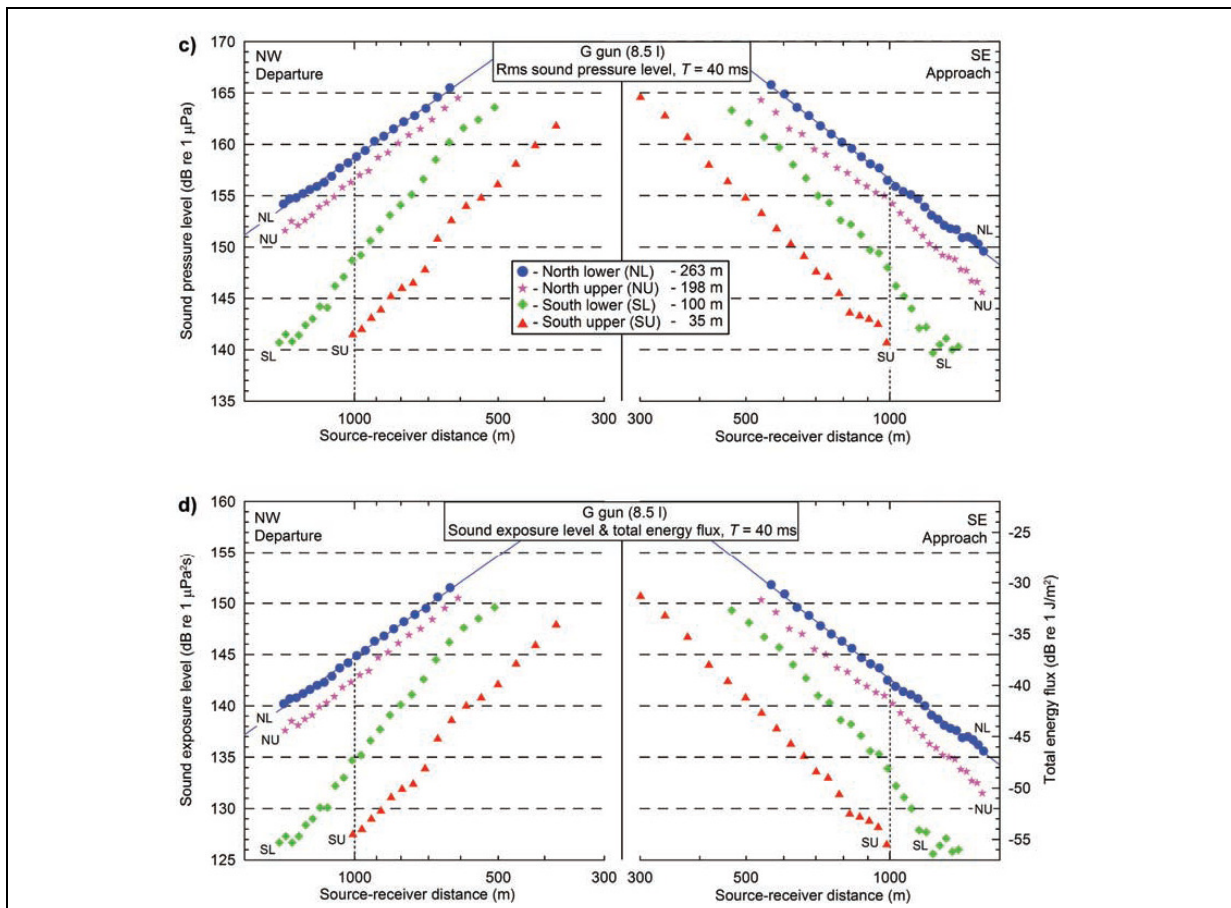 c)
170
165
160
155
150
145
140
135
Sound pressure level (dB re 1 µPa)
NW
Departure
G gun (8.5 l)
Rms sound pressure level, T = 40 ms
SE
Approach
NL
NU
SL
SU
- North lower (NL) - 263 m
- North upper (NU) - 198 m
- South lower (SL) - 100 m
- South upper (SU) - 35 m
NL
NU
SU
SL
1000 500 300 300 500 1000
Source-receiver distance (m) Source-receiver distance (m)
d)
160
155
150
145
140
135
130
125
Sound exposure level (dB re 1 µPa²s)
NW
Departure
G gun (8.5 l)
Sound exposure level & total energy flux, T = 40 ms
SE
Approach
NL
NU
SL
SU
NL
NU
SU
SL
-25
-30
-35
-40
-45
-50
-55
Total energy flux (dB re 1 J/m²)
1000 500 300 300 500 1000
Source-receiver distance (m) Source-receiver distance (m)